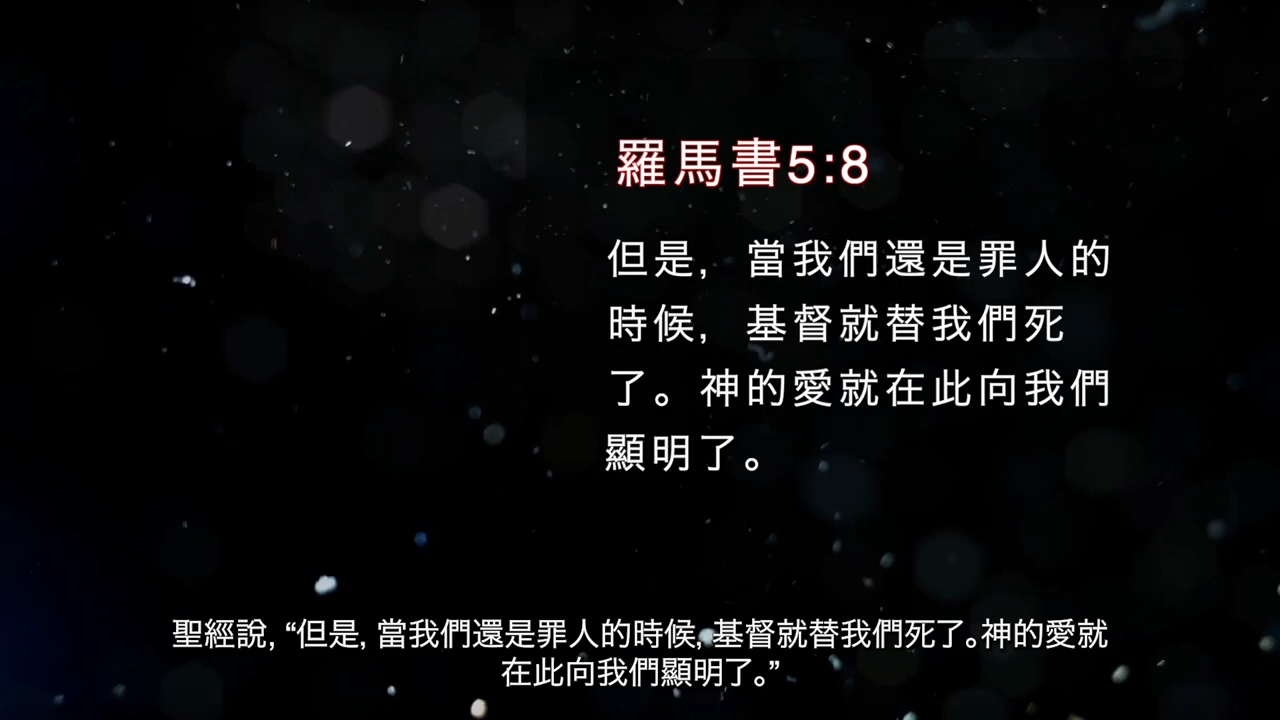 羅馬書5:8
但是，當我們還是罪人的
時候，基督就替我們死
了。神的愛就在此向我們
顯明了。
聖經說, “但是, 當我們還是罪人的時候, 基督就替我們死了。神的愛就
在此向我們顯明了。”